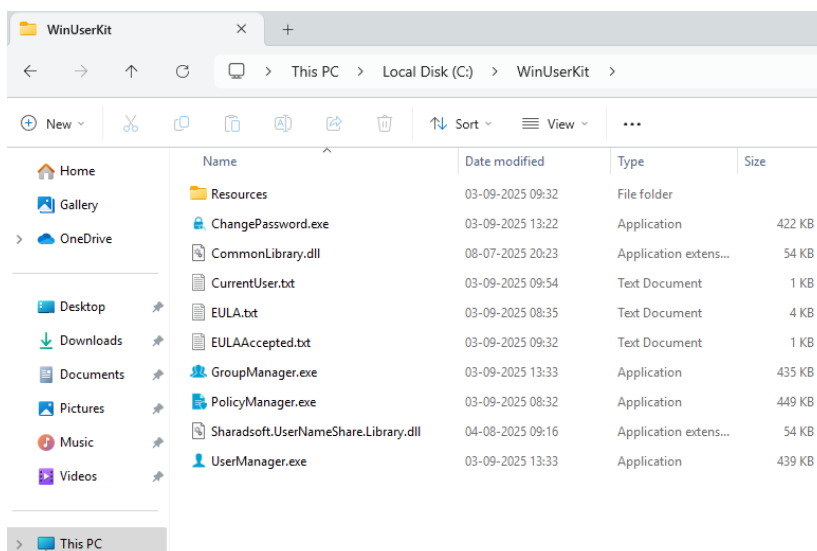 WinUserKit
This PC > Local Disk (C:) > WinUserKit >
New Sort View ...
Home
Gallery
OneDrive
Desktop
Downloads
Documents
Pictures
Music
Videos
This PC
Name Date modified Type Size
Resources 03-09-2025 09:32 File folder
ChangePassword.exe 03-09-2025 13:22 Application 422 KB
CommonLibrary.dll 08-07-2025 20:23 Application extens... 54 KB
CurrentUser.txt 03-09-2025 09:54 Text Document 1 KB
EULA.txt 03-09-2025 08:35 Text Document 4 KB
EULAAccepted.txt 03-09-2025 09:32 Text Document 1 KB
GroupManager.exe 03-09-2025 13:33 Application 435 KB
PolicyManager.exe 03-09-2025 08:32 Application 449 KB
Sharadsoft.UserNameShare.Library.dll 04-08-2025 09:16 Application extens... 54 KB
UserManager.exe 03-09-2025 13:33 Application 439 KB